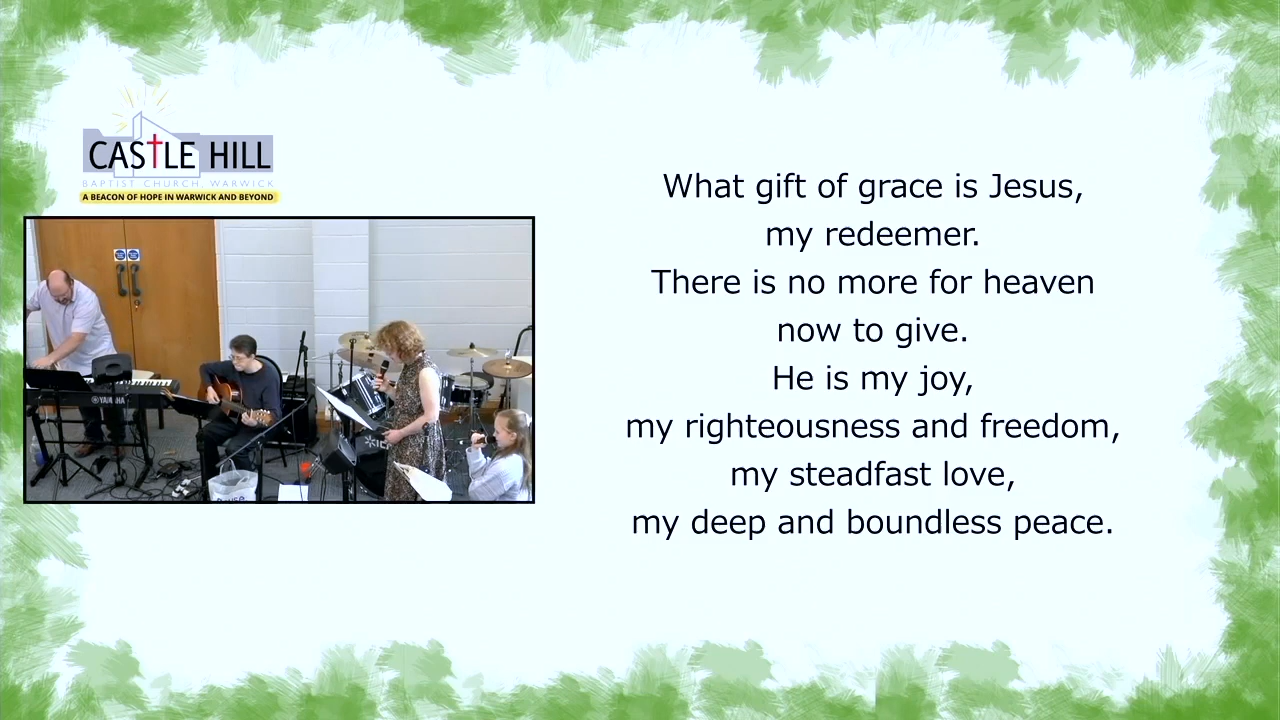 CASTLE HILL
BAPTIST CHURCH, WARWICK
A BEACON OF HOPE IN WARWICK AND BEYOND
YAMAHA
What gift of grace is Jesus,
my redeemer.
There is no more for heaven
now to give.
He is my joy,
my righteousness and freedom,
my steadfast love,
my deep and boundless peace.